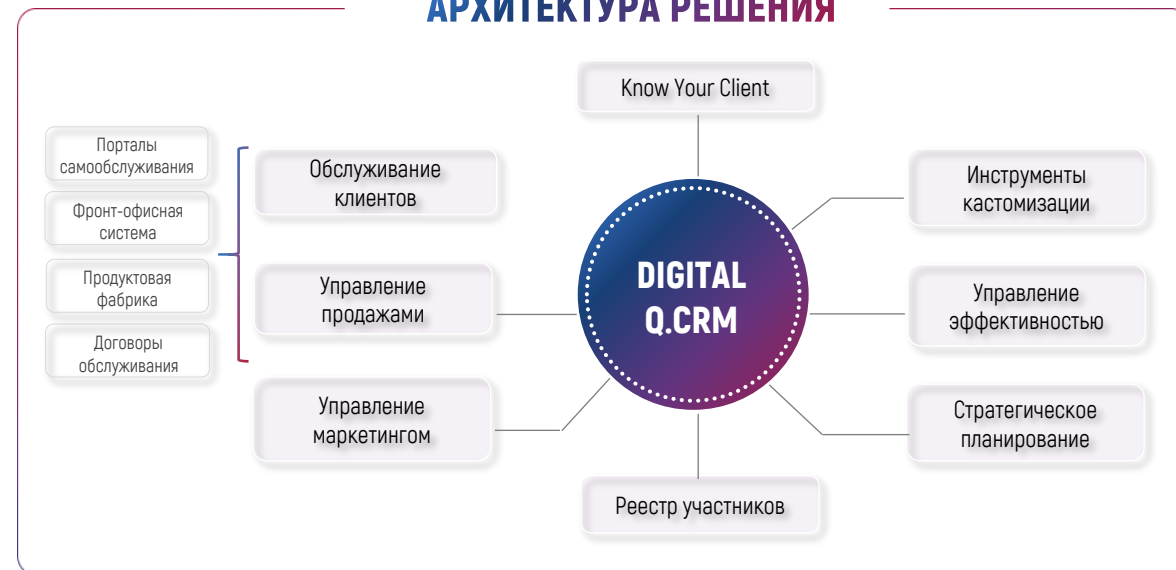 АРХИТЕКТУРА РЕШЕНИЯ
Know Your Client
Порталы
самообслуживания
Фронт-офисная
система
Продуктовая
фабрика
Договоры
обслуживания
Обслуживание
клиентов
Управление
продажами
Управление
маркетингом
DIGITAL
Q.CRM
Инструменты
кастомизации
Управление
эффективностью
Стратегическое
планирование
Реестр участников